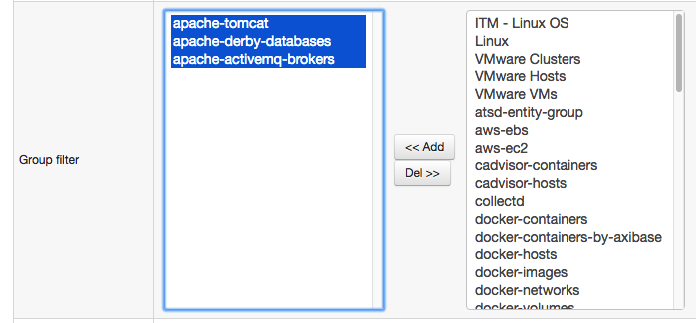 Group filter
apache-tomcat
apache-derby-databases
apache-activemq-brokers
<< Add
Del >>
ITM - Linux OS
Linux
VMware Clusters
VMware Hosts
VMware VMs
atsd-entity-group
aws-ebs
aws-ec2
cadvisor-containers
cadvisor-hosts
collectd
docker-containers
docker-containers-by-axibase
docker-hosts
docker-images
docker-networks
docker-volumes